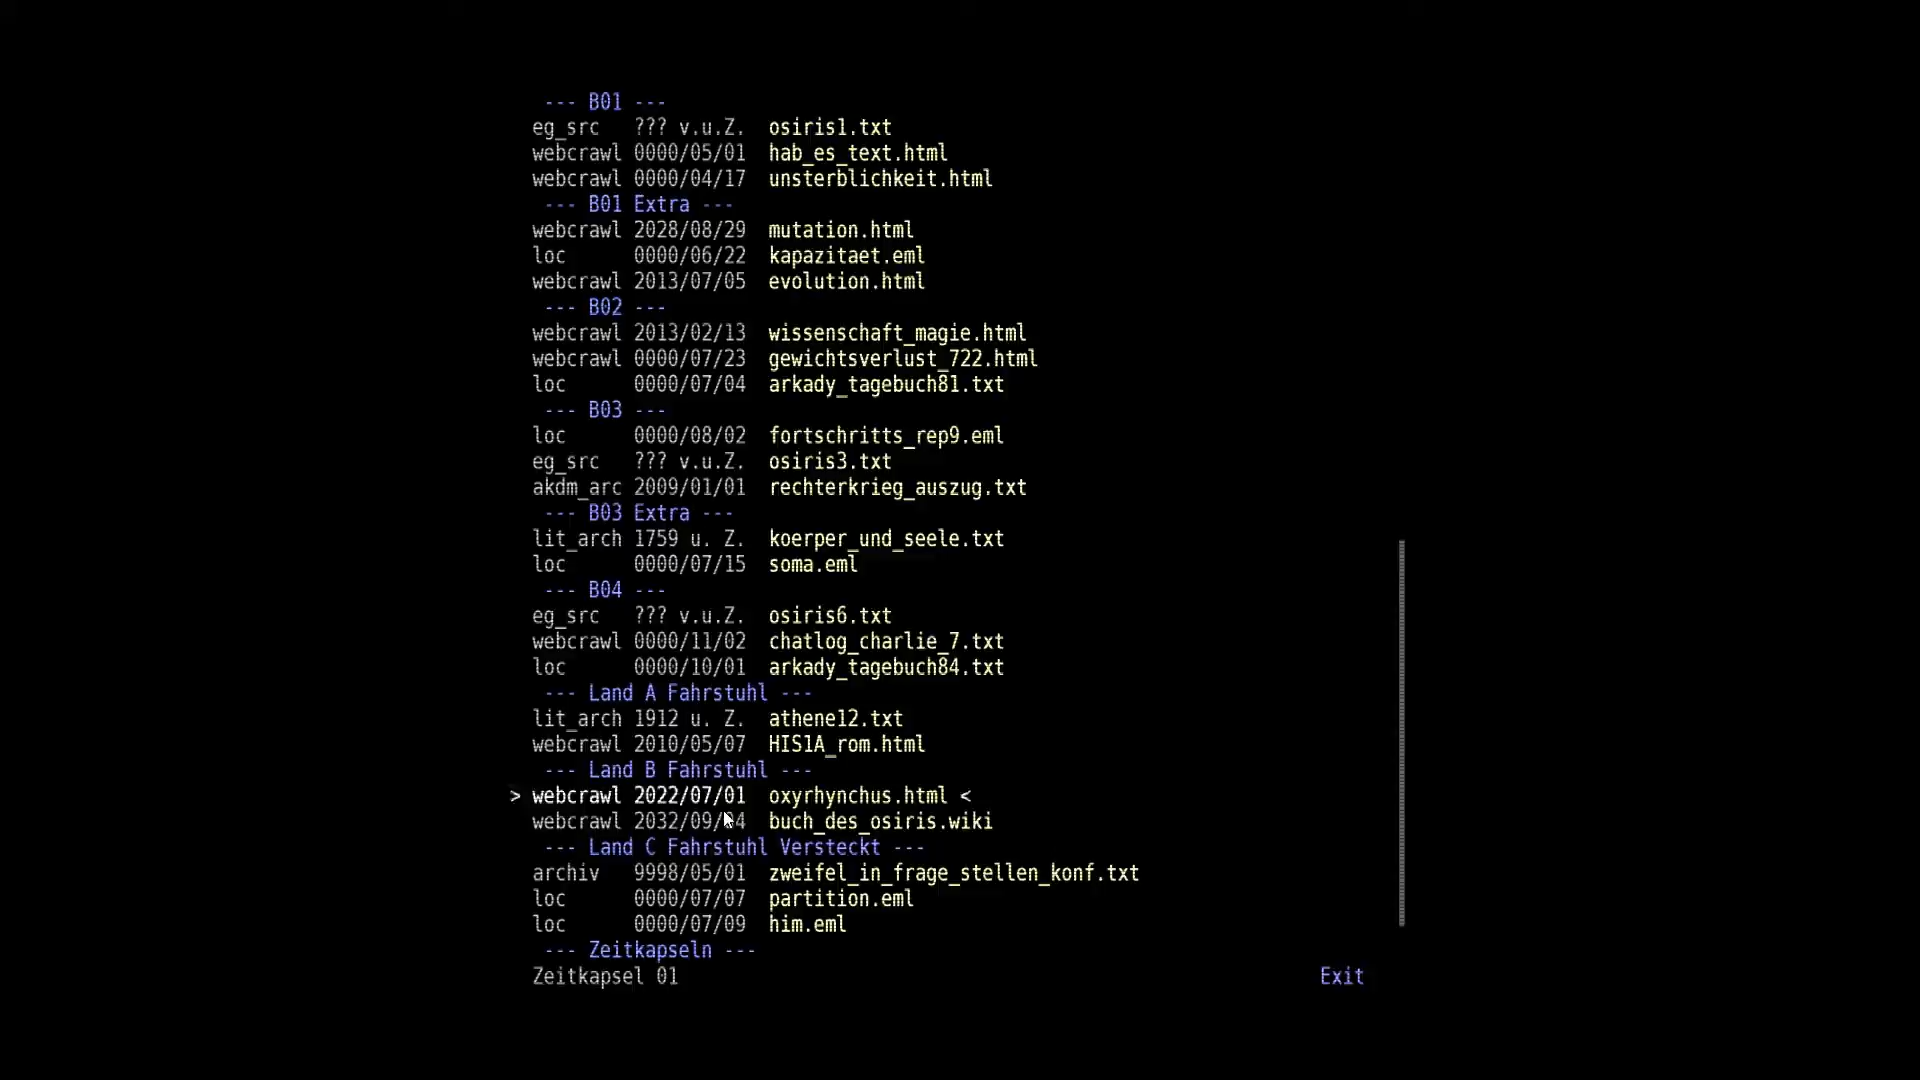 --- B01 ---
eg_src ??? v.u.Z. osiris1.txt
webcrawl 0000/05/01 hab_es_text.html
webcrawl 0000/04/17 unsterblichkeit.html
--- B01 Extra ---
webcrawl 2028/08/29 mutation.html
loc 0000/06/22 kapazitaet.eml
webcrawl 2013/07/05 evolution.html
--- B02 ---
webcrawl 2013/02/13 wissenschaft_magie.html
webcrawl 0000/07/23 gewichtsverlust_722.html
loc 0000/07/04 arkady_tagebuch81.txt
--- B03 ---
loc 0000/08/02 fortschritts_rep9.eml
eg_src ??? v.u.Z. osiris3.txt
akdm_arc 2009/01/01 rechterkrieg_auszug.txt
--- B03 Extra ---
lit_arch 1759 u. Z. koerper_und_seele.txt
loc 0000/07/15 soma.eml
--- B04 ---
eg_src ??? v.u.Z. osiris6.txt
webcrawl 0000/11/02 chatlog_charlie_7.txt
loc 0000/10/01 arkady_tagebuch84.txt
--- Land A Fahrstuhl ---
lit_arch 1912 u. Z. athene12.txt
webcrawl 2010/05/07 HIS1A_rom.html
--- Land B Fahrstuhl ---
> webcrawl 2022/07/01 oxyrhynchus.html <
webcrawl 2032/09/04 buch_des_osiris.wiki
--- Land C Fahrstuhl Versteckt ---
archiv 9998/05/01 zweifel_in_frage_stellen_konf.txt
loc 0000/07/07 partition.eml
loc 0000/07/09 him.eml
--- Zeitkapseln ---
Zeitkapsel 01
Exit